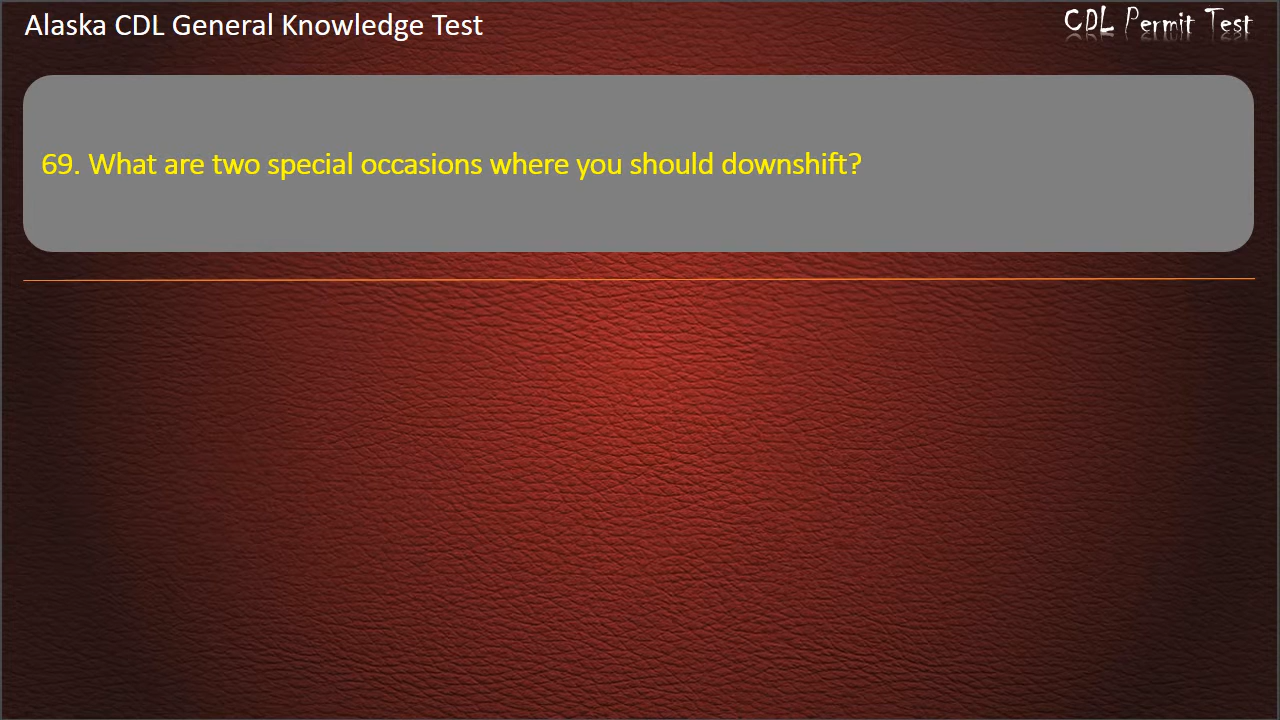 Alaska CDL General Knowledge Test
CDL Permit Test
69. What are two special occasions where you should downshift?